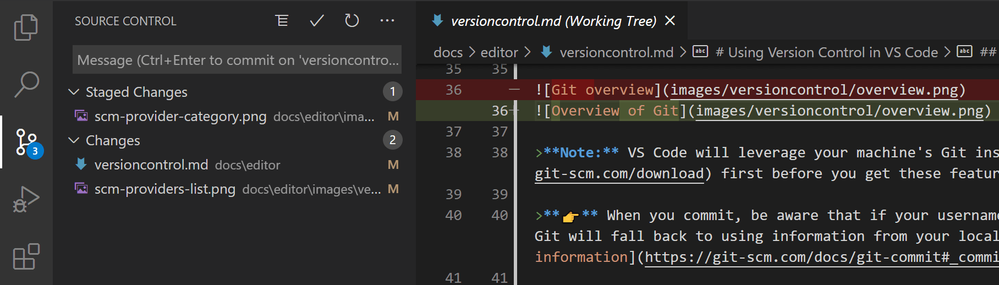 SOURCE CONTROL
Message (Ctrl+Enter to commit on 'versioncontro...
Staged Changes 1
scm-provider-category.png docs\editor\ima... M
Changes 2
versioncontrol.md docs\editor M
scm-providers-list.png docs\editor\images\ve... M
3
versioncontrol.md (Working Tree)
docs > editor > versioncontrol.md > abc # Using Version Control in VS Code > abc ##
35 35
36 — ![Git overview](images/versioncontrol/overview.png)
36+ ![Overview of Git](images/versioncontrol/overview.png)
37 37
38 38 >**Note:** VS Code will leverage your machine's Git ins
git-scm.com/download) first before you get these featur
39 39
40 40 >**👉** When you commit, be aware that if your username
Git will fall back to using information from your local
information](https://git-scm.com/docs/git-commit#_commi
41 41